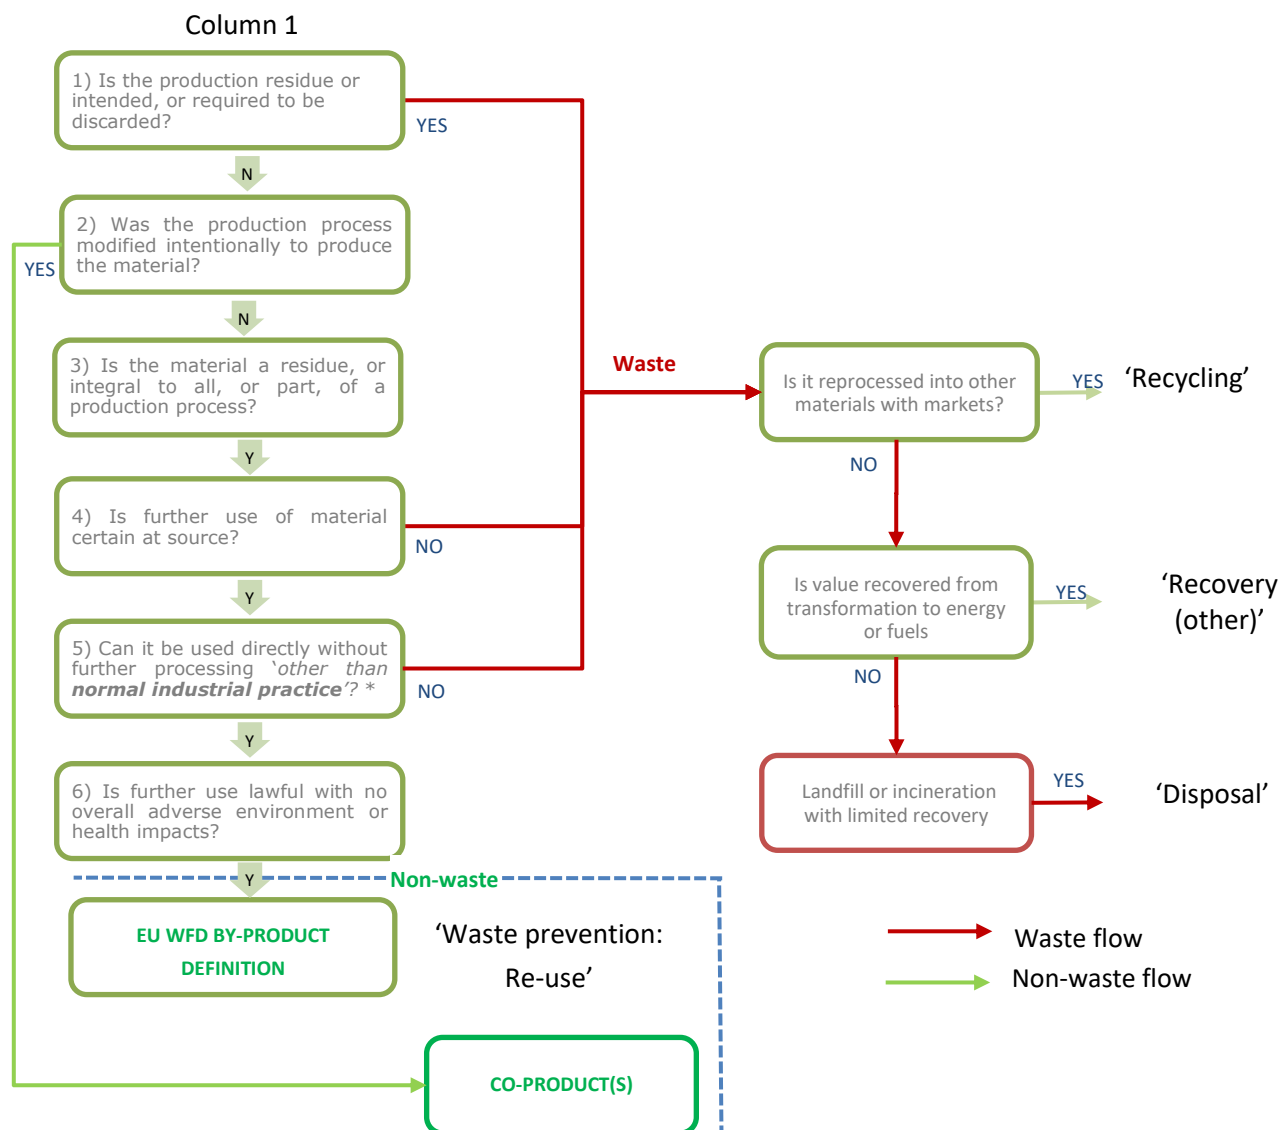 Column 1
1) Is the production residue or
intended, or required to be
discarded?
YES
N
2) Was the production process
modified intentionally to produce
the material?
YES
N
3) Is the material a residue, or
integral to all, or part, of a
production process?
Y
4) Is further use of material
certain at source?
NO
Y
5) Can it be used directly without
further processing ‘other than
normal industrial practice’? *
NO
Y
6) Is further use lawful with no
overall adverse environment or
health impacts?
Y
Non-waste
EU WFD BY-PRODUCT
DEFINITION
‘Waste prevention:
Re-use’
CO-PRODUCT(S)
Waste
Is it reprocessed into other
materials with markets?
YES
‘Recycling’
NO
Is value recovered from
transformation to energy
or fuels
YES
‘Recovery
(other)’
NO
Landfill or incineration
with limited recovery
YES
‘Disposal’
Waste flow
Non-waste flow